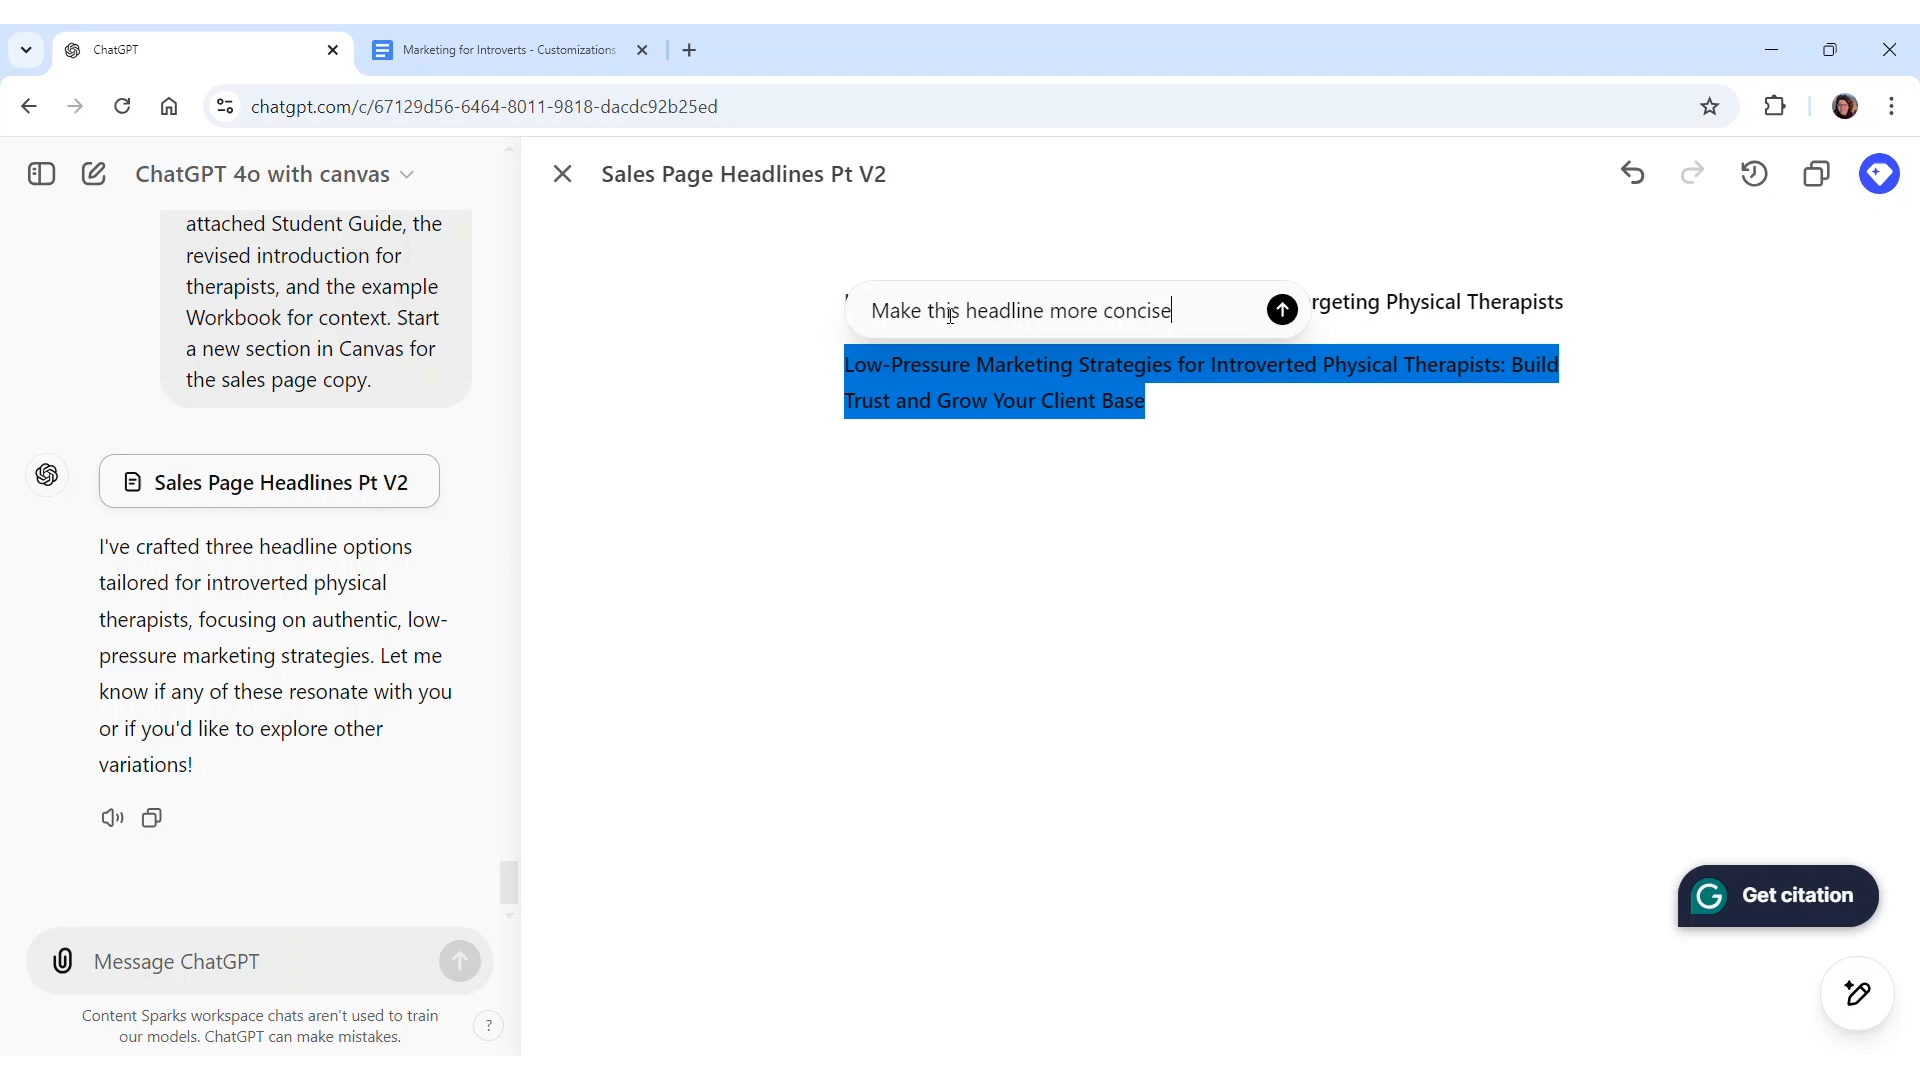 ChatGPT
Marketing for Introverts - Customizations
chatgpt.com/c/67129d56-6464-8011-9818-dacdc92b25ed
ChatGPT 4o with canvas
Sales Page Headlines Pt V2
attached Student Guide, the
revised introduction for
therapists, and the example
Workbook for context. Start
a new section in Canvas for
the sales page copy.
Sales Page Headlines Pt V2
I've crafted three headline options
tailored for introverted physical
therapists, focusing on authentic, low-
pressure marketing strategies. Let me
know if any of these resonate with you
or if you'd like to explore other
variations!
Message ChatGPT
Content Sparks workspace chats aren't used to train
our models. ChatGPT can make mistakes.
?
Make this headline more concise
rgeting Physical Therapists
Low-Pressure Marketing Strategies for Introverted Physical Therapists: Build
Trust and Grow Your Client Base
G Get citation